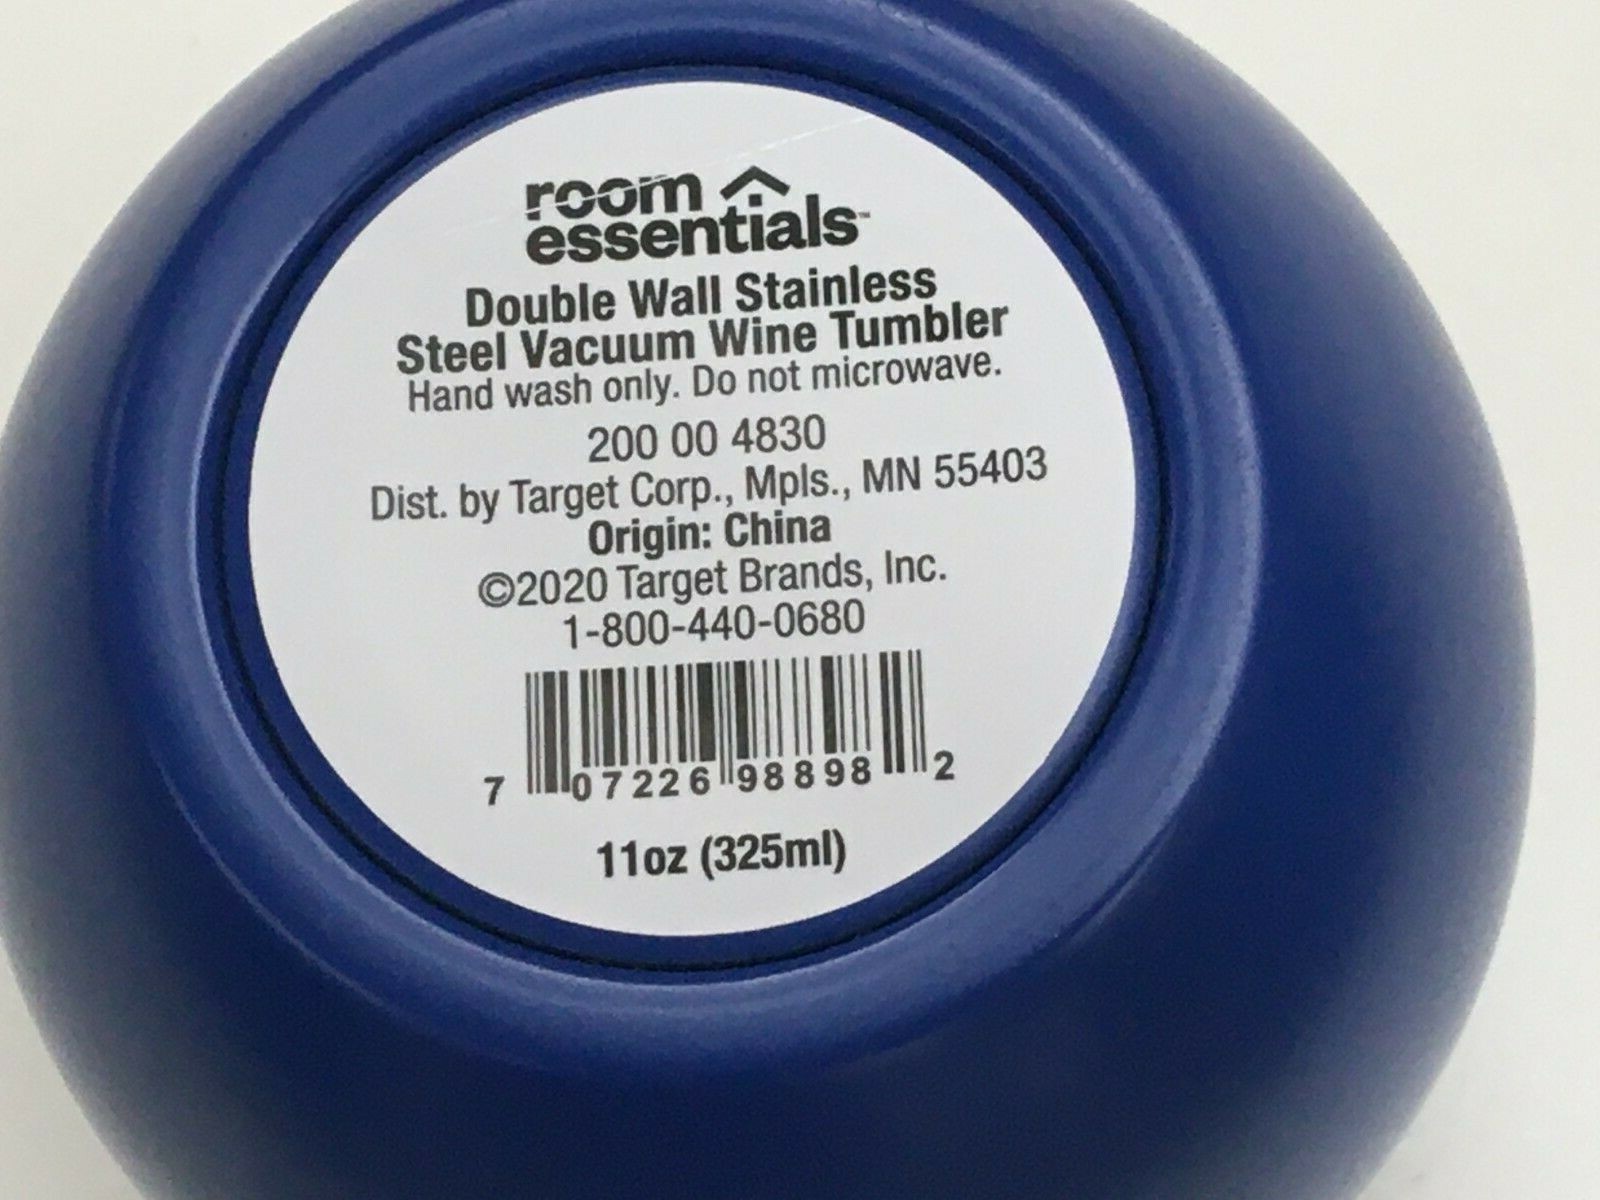 room
essentials™
Double Wall Stainless
Steel Vacuum Wine Tumbler
Hand wash only. Do not microwave.
200 00 4830
Dist. by Target Corp., Mpls., MN 55403
Origin: China
©2020 Target Brands, Inc.
1-800-440-0680
7 07226 98898 2
11oz (325ml)